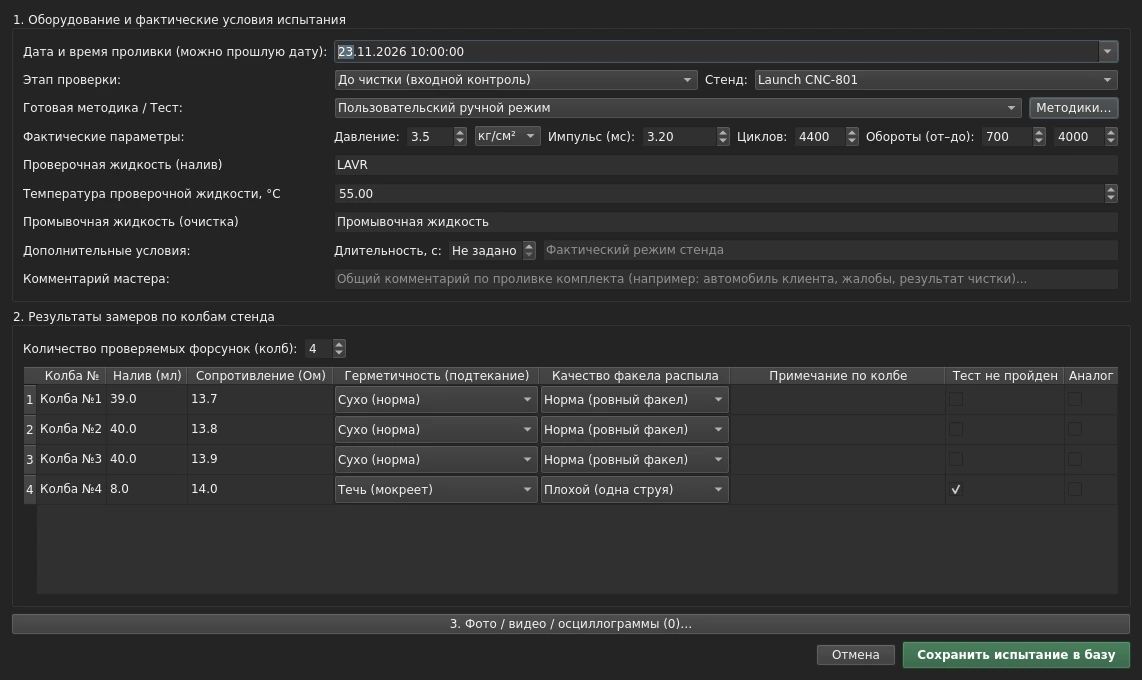 1. Оборудование и фактические условия испытания
Дата и время проливки (можно прошлую дату): 23.11.2026 10:00:00
Этап проверки: До чистки (входной контроль) Стенд: Launch CNC-801
Готовая методика / Тест: Пользовательский ручной режим Методики...
Фактические параметры: Давление: 3.5 кг/см² Импульс (мс): 3.20 Циклов: 4400 Обороты (от–до): 700 4000
Проверочная жидкость (налив) LAVR
Температура проверочной жидкости, °C 55.00
Промывочная жидкость (очистка) Промывочная жидкость
Дополнительные условия: Длительность, с: Не задано Фактический режим стенда
Комментарий мастера: Общий комментарий по проливке комплекта (например: автомобиль клиента, жалобы, результат чистки)...
2. Результаты замеров по колбам стенда
Количество проверяемых форсунок (колб): 4
Колба № Налив (мл) Сопротивление (Ом) Герметичность (подтекание) Качество факела распыла Примечание по колбе Тест не пройден Аналог
1 Колба №1 39.0 13.7 Сухо (норма) Норма (ровный факел)
2 Колба №2 40.0 13.8 Сухо (норма) Норма (ровный факел)
3 Колба №3 40.0 13.9 Сухо (норма) Норма (ровный факел)
4 Колба №4 8.0 14.0 Течь (мокреет) Плохой (одна струя)
3. Фото / видео / осциллограммы (0)...
Отмена Сохранить испытание в базу